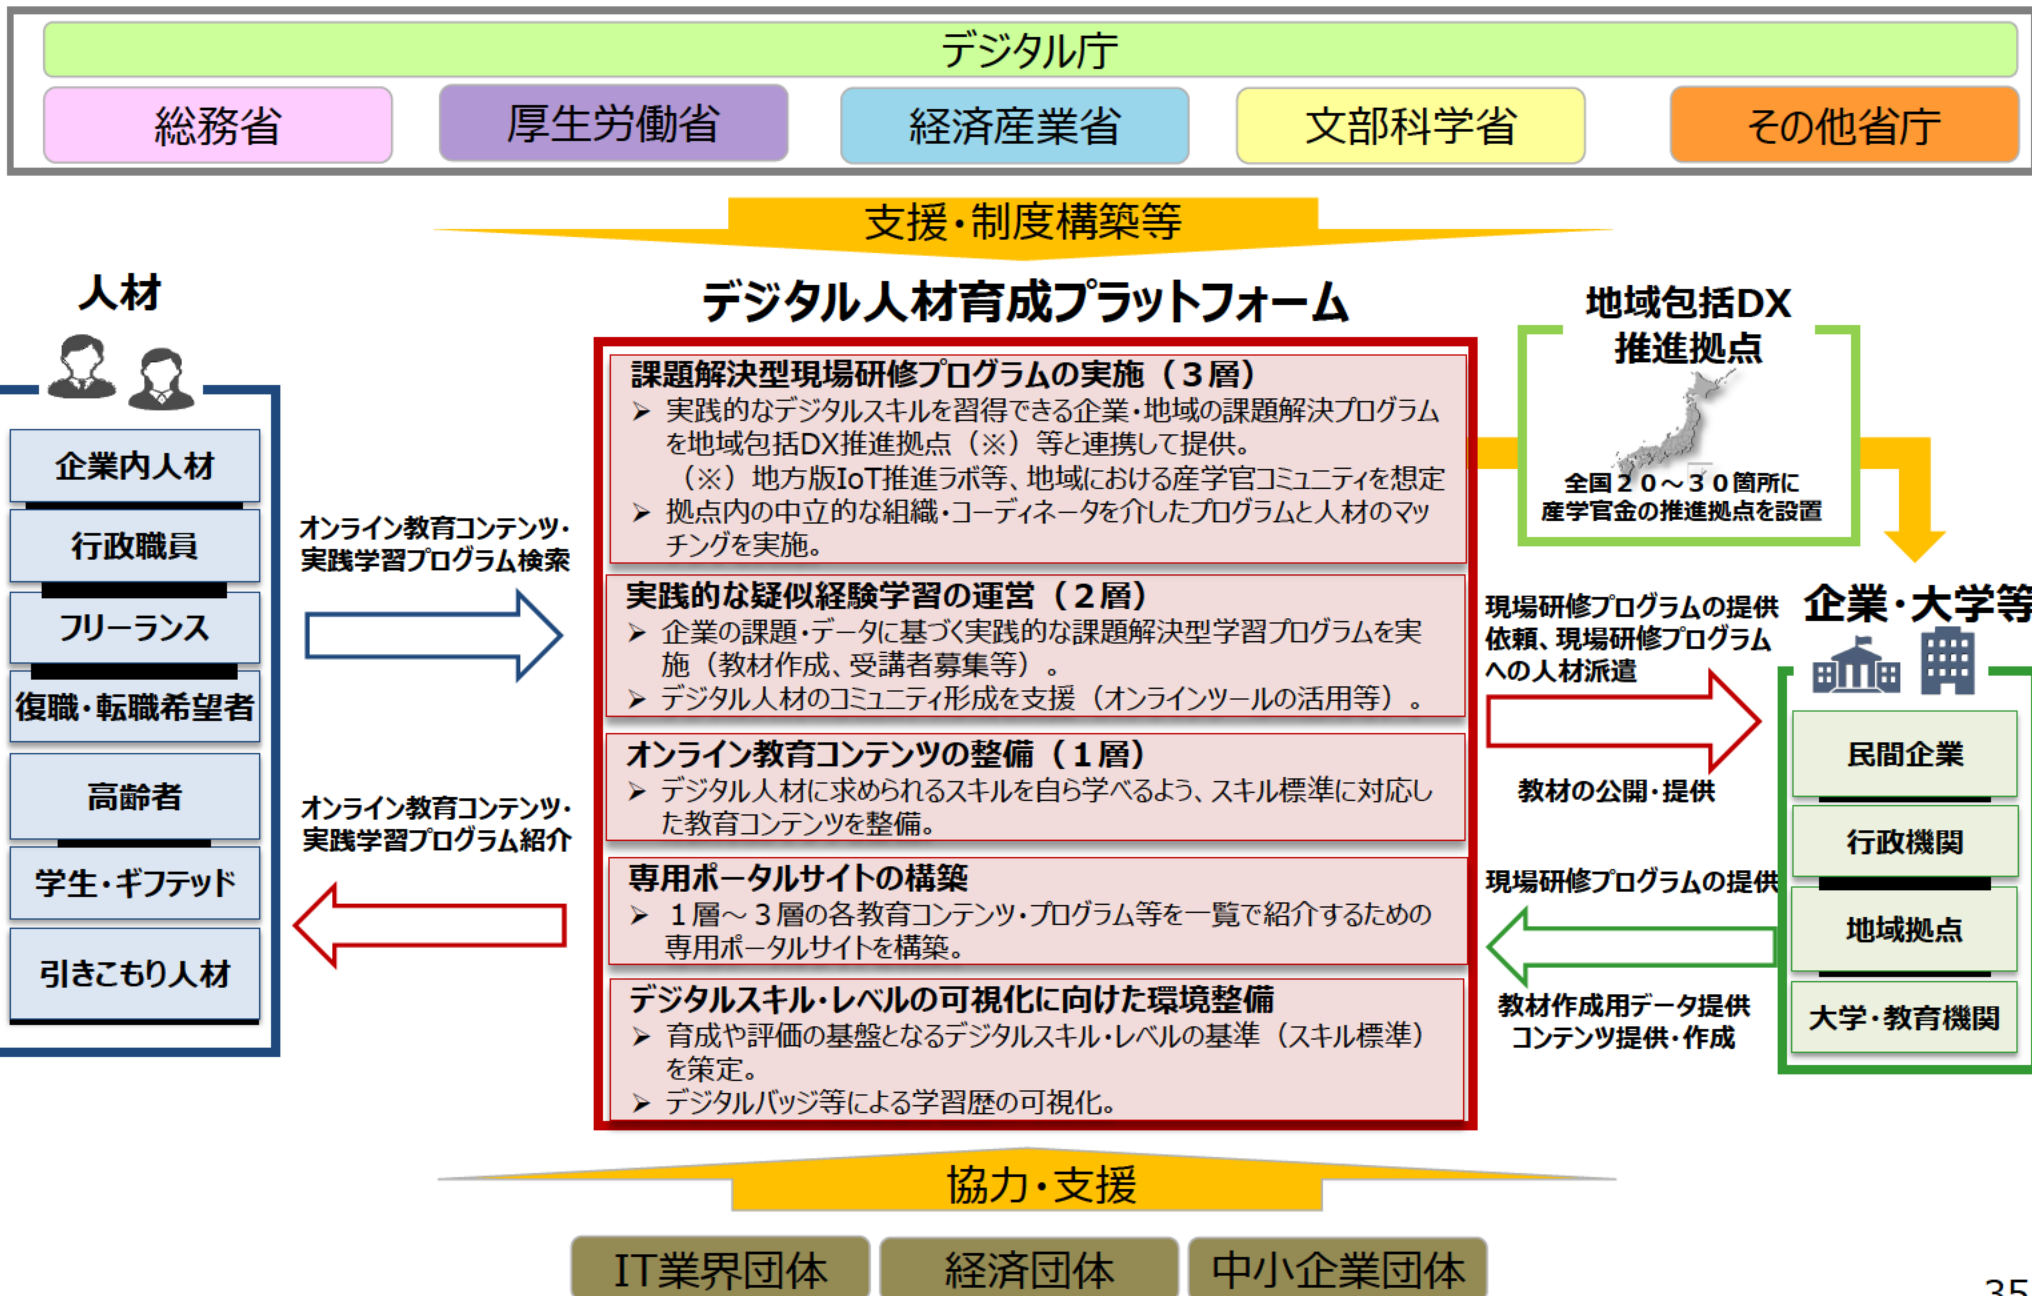 デジタル庁
総務省
厚生労働省
経済産業省
文部科学省
その他省庁
支援・制度構築等
人材
企業内人材
行政職員
フリーランス
復職・転職希望者
高齢者
学生・ギフテッド
引きこもり人材
オンライン教育コンテンツ・
実践学習プログラム検索
オンライン教育コンテンツ・
実践学習プログラム紹介
デジタル人材育成プラットフォーム
課題解決型現場研修プログラムの実施（３層）
➢ 実践的なデジタルスキルを習得できる企業・地域の課題解決プログラム
を地域包括DX推進拠点（※）等と連携して提供。
（※）地方版IoT推進ラボ等、地域における産学官コミュニティを想定
➢ 拠点内の中立的な組織・コーディネータを介したプログラムと人材のマッ
チングを実施。
実践的な疑似経験学習の運営（２層）
➢ 企業の課題・データに基づく実践的な課題解決型学習プログラムを実
施（教材作成、受講者募集等）。
➢ デジタル人材のコミュニティ形成を支援（オンラインツールの活用等）。
オンライン教育コンテンツの整備（１層）
➢ デジタル人材に求められるスキルを自ら学べるよう、スキル標準に対応し
た教育コンテンツを整備。
専用ポータルサイトの構築
➢ １層～３層の各教育コンテンツ・プログラム等を一覧で紹介するための
専用ポータルサイトを構築。
デジタルスキル・レベルの可視化に向けた環境整備
➢ 育成や評価の基盤となるデジタルスキル・レベルの基準（スキル標準）
を策定。
➢ デジタルバッジ等による学習歴の可視化。
地域包括DX
推進拠点
全国２０～３０箇所に
産学官金の推進拠点を設置
現場研修プログラムの提供
依頼、現場研修プログラム
への人材派遣
教材の公開・提供
現場研修プログラムの提供
教材作成用データ提供
コンテンツ提供・作成
企業・大学等
民間企業
行政機関
地域拠点
大学・教育機関
協力・支援
IT業界団体
経済団体
中小企業団体
35